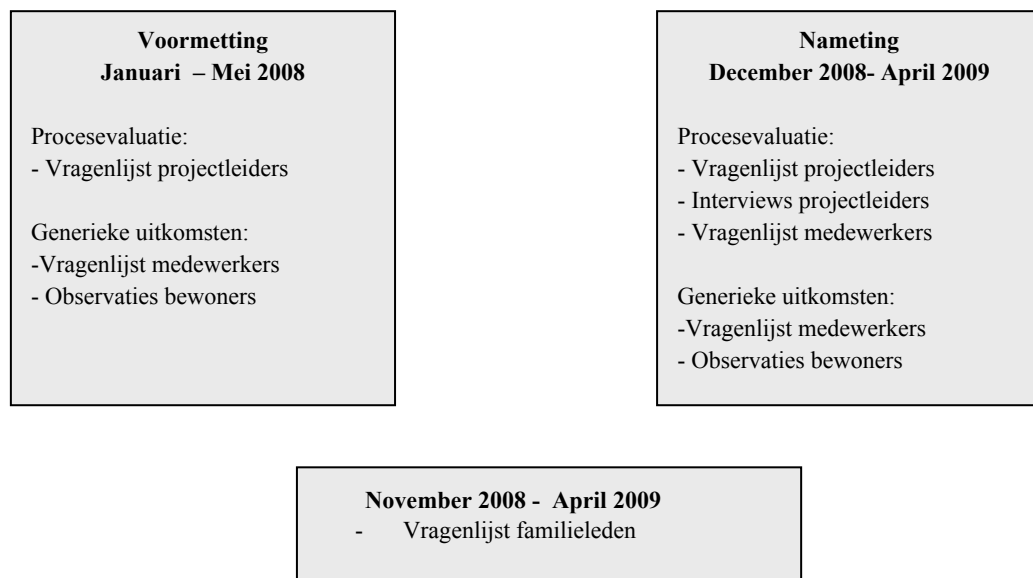 Voormetting
Januari – Mei 2008
Procesevaluatie:
- Vragenlijst projectleiders
Generieke uitkomsten:
-Vragenlijst medewerkers
- Observaties bewoners
Nameting
December 2008- April 2009
Procesevaluatie:
- Vragenlijst projectleiders
- Interviews projectleiders
- Vragenlijst medewerkers
Generieke uitkomsten:
-Vragenlijst medewerkers
- Observaties bewoners
November 2008 - April 2009
- Vragenlijst familieleden